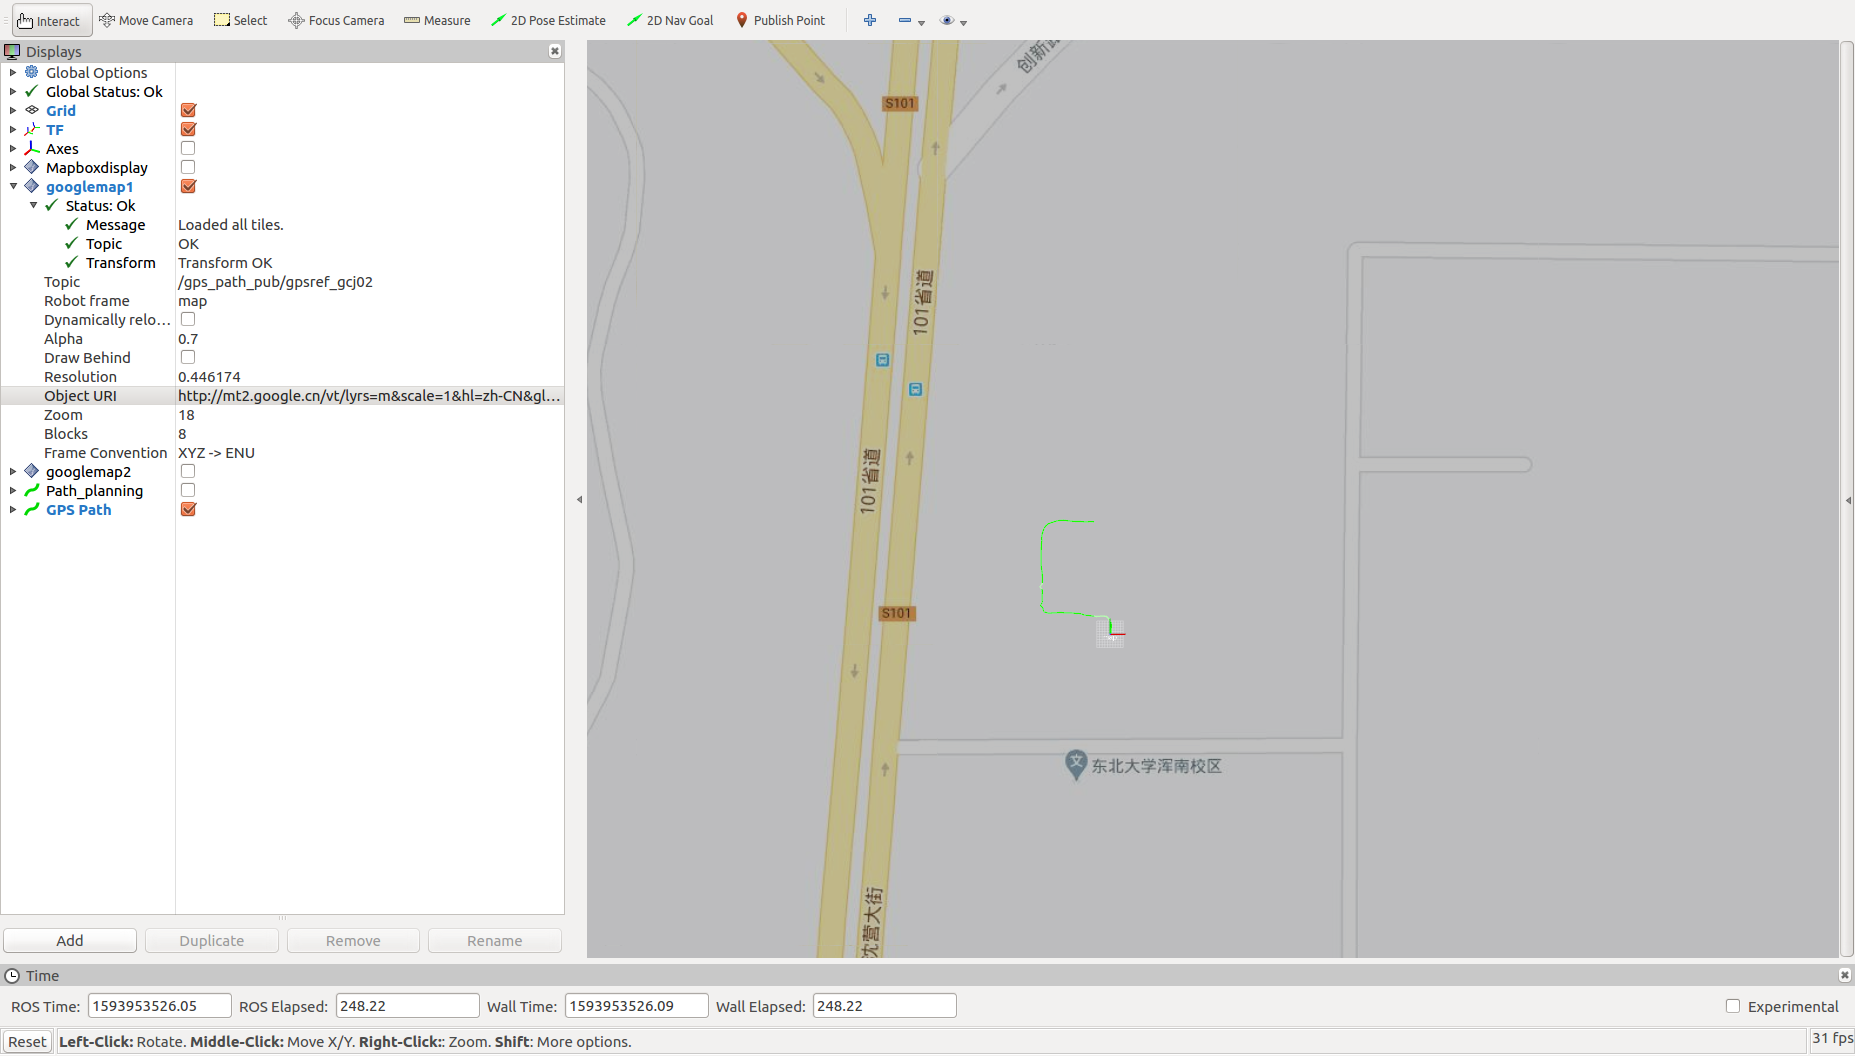 Interact Move Camera Select Focus Camera Measure 2D Pose Estimate 2D Nav Goal Publish Point
Displays
Global Options
Global Status: Ok
Grid
TF
Axes
Mapboxdisplay
googlemap1
Status: Ok
Message Loaded all tiles.
Topic OK
Transform Transform OK
Topic /gps_path_pub/gpsref_gcj02
Robot frame map
Dynamically relo...
Alpha 0.7
Draw Behind
Resolution 0.446174
Object URI http://mt2.google.cn/vt/lyrs=m&scale=1&hl=zh-CN&gl...
Zoom 18
Blocks 8
Frame Convention XYZ -> ENU
googlemap2
Path_planning
GPS Path
Add Duplicate Remove Rename
创新路
S101
101省道
101省道
S101
东北大学浑南校区
沈营大街
Time
ROS Time: 1593953526.05 ROS Elapsed: 248.22 Wall Time: 1593953526.09 Wall Elapsed: 248.22 Experimental
Reset Left-Click: Rotate. Middle-Click: Move X/Y. Right-Click:: Zoom. Shift: More options. 31 fps